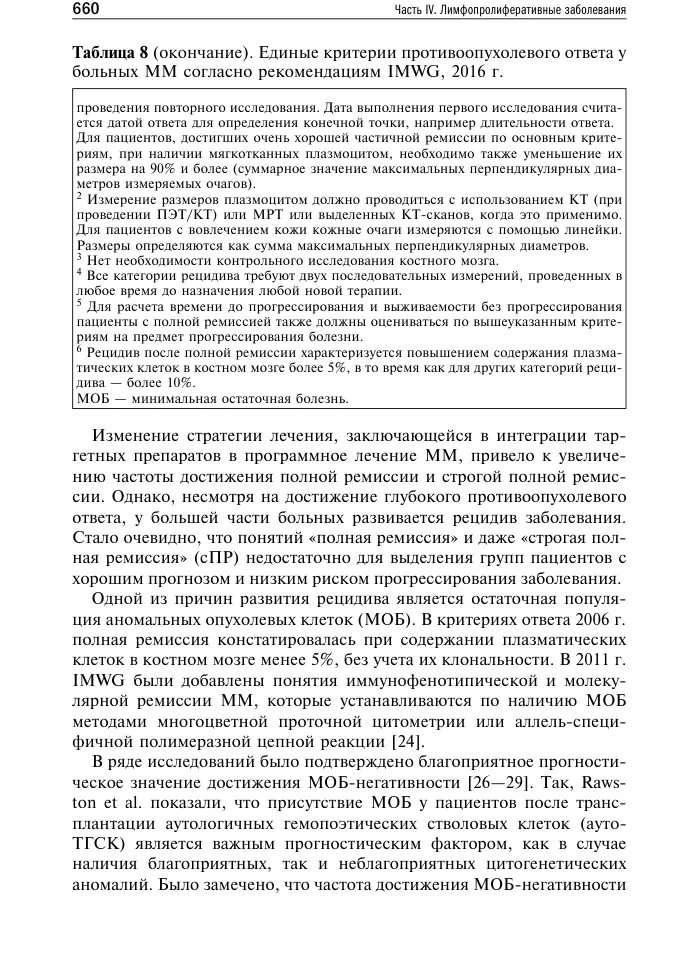 660
Часть IV. Лимфопролиферативные заболевания
Таблица 8 (окончание). Единые критерии противоопухолевого ответа у
больных ММ согласно рекомендациям IMWG, 2016 г.
проведения повторного исследования. Дата выполнения первого исследования счита-
ется датой ответа для определения конечной точки, например длительности ответа.
Для пациентов, достигших очень хорошей частичной ремиссии по основным крите-
риям, при наличии мягкотканных плазмоцитом, необходимо также уменьшение их
размера на 90% и более (суммарное значение максимальных перпендикулярных диа-
метров измеряемых очагов).
2 Измерение размеров плазмоцитом должно проводиться с использованием КТ (при
проведении ПЭТ/КТ) или МРТ или выделенных КТ-сканов, когда это применимо.
Для пациентов с вовлечением кожи кожные очаги измеряются с помощью линейки.
Размеры определяются как сумма максимальных перпендикулярных диаметров.
3 Нет необходимости контрольного исследования костного мозга.
4 Все категории рецидива требуют двух последовательных измерений, проведенных в
любое время до назначения любой новой терапии.
5 Для расчета времени до прогрессирования и выживаемости без прогрессирования
пациенты с полной ремиссией также должны оцениваться по вышеуказанным крите-
риям на предмет прогрессирования болезни.
6 Рецидив после полной ремиссии характеризуется повышением содержания плазма-
тических клеток в костном мозге более 5%, в то время как для других категорий реци-
дива — более 10%.
МОБ — минимальная остаточная болезнь.
Изменение стратегии лечения, заключающейся в интеграции тар-
гетных препаратов в программное лечение ММ, привело к увеличе-
нию частоты достижения полной ремиссии и строгой полной ремис-
сии. Однако, несмотря на достижение глубокого противоопухолевого
ответа, у большей части больных развивается рецидив заболевания.
Стало очевидно, что понятий «полная ремиссия» и даже «строгая пол-
ная ремиссия» (сПР) недостаточно для выделения групп пациентов с
хорошим прогнозом и низким риском прогрессирования заболевания.
Одной из причин развития рецидива является остаточная популя-
ция аномальных опухолевых клеток (МОБ). В критериях ответа 2006 г.
полная ремиссия констатировалась при содержании плазматических
клеток в костном мозге менее 5%, без учета их клональности. В 2011 г.
IMWG были добавлены понятия иммунофенотипической и молеку-
лярной ремиссии ММ, которые устанавливаются по наличию МОБ
методами многоцветной проточной цитометрии или аллель-специ-
фичной полимеразной цепной реакции [24].
В ряде исследований было подтверждено благоприятное прогности-
ческое значение достижения МОБ-негативности [26—29]. Так, Raws-
ton et al. показали, что присутствие МОБ у пациентов после транс-
плантации аутологичных гемопоэтических стволовых клеток (ауто-
ТГСК) является важным прогностическим фактором, как в случае
наличия благоприятных, так и неблагоприятных цитогенетических
аномалий. Было замечено, что частота достижения МОБ-негативности